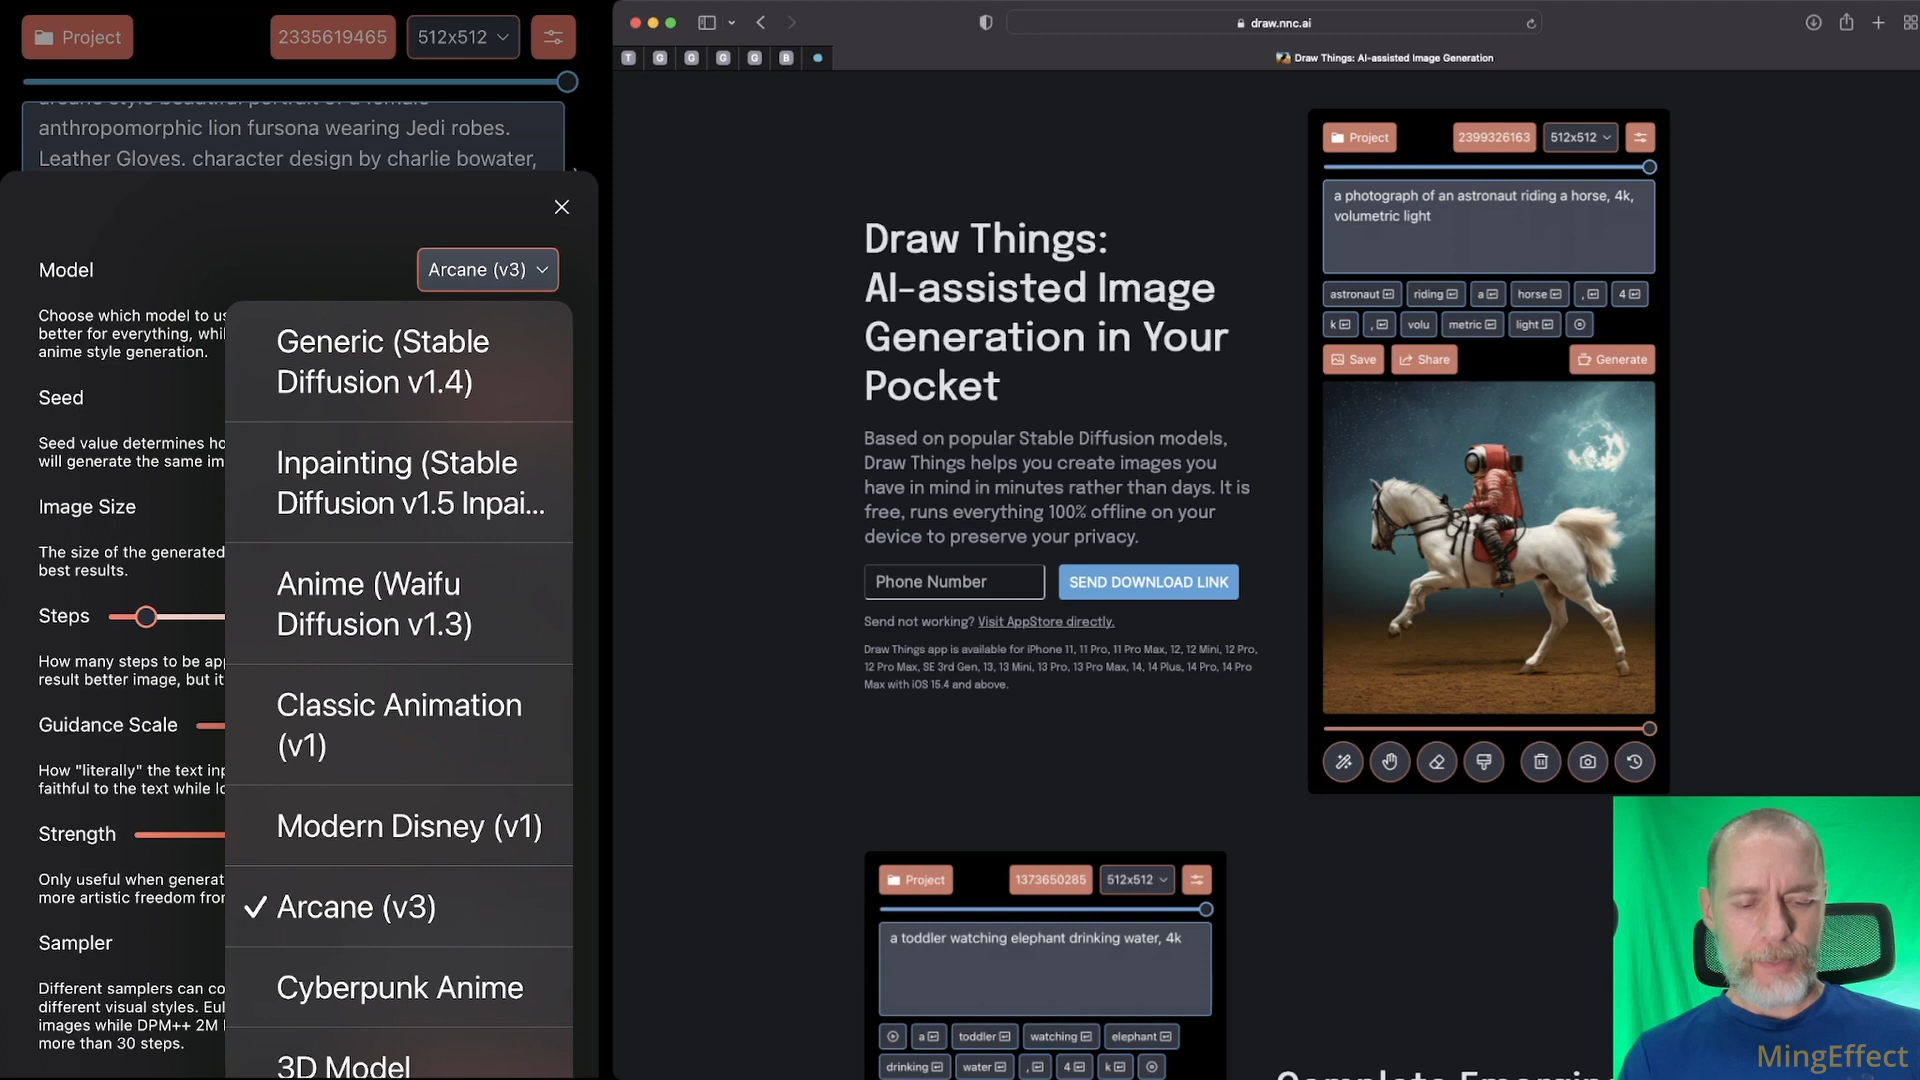 Project
2335619465
512x512
anthropomorphic lion fursona wearing Jedi robes.
Leather Gloves. character design by charlie bowater,
Model
Arcane (v3)
Choose which model to
better for everything,
anime style generation.
Seed
Seed value determines
will generate the same
Image Size
The size of the generated
best results.
Steps
How many steps to be
result better image, but it
Guidance Scale
How "literally" the text
faithful to the text while
Strength
Only useful when
more artistic freedom
Sampler
Different samplers can
different visual styles.
images while DPM++ 2M
more than 30 steps.
Generic (Stable
Diffusion v1.4)
Inpainting (Stable
Diffusion v1.5 Inpai...
Anime (Waifu
Diffusion v1.3)
Classic Animation
(v1)
Modern Disney (v1)
Arcane (v3)
Cyberpunk Anime
3D Model
draw.nnc.ai
T G G G G B
Draw Things: AI-assisted Image Generation
Draw Things:
AI-assisted Image
Generation in Your
Pocket
Based on popular Stable Diffusion models,
Draw Things helps you create images you
have in mind in minutes rather than days. It is
free, runs everything 100% offline on your
device to preserve your privacy.
Phone Number
SEND DOWNLOAD LINK
Send not working? Visit AppStore directly.
Draw Things app is available for iPhone 11, 11 Pro, 11 Pro Max, 12, 12 Mini, 12 Pro,
12 Pro Max, SE 3rd Gen, 13, 13 Mini, 13 Pro, 13 Pro Max, 14, 14 Plus, 14 Pro, 14 Pro
Max with iOS 15.4 and above.
Project
2399326163
512x512
a photograph of an astronaut riding a horse, 4k,
volumetric light
astronaut riding a horse , 4
k , volu metric light
Save
Share
Generate
Project
1373650285
512x512
a toddler watching elephant drinking water, 4k
a toddler watching elephant
drinking water , 4 k
MingEffect